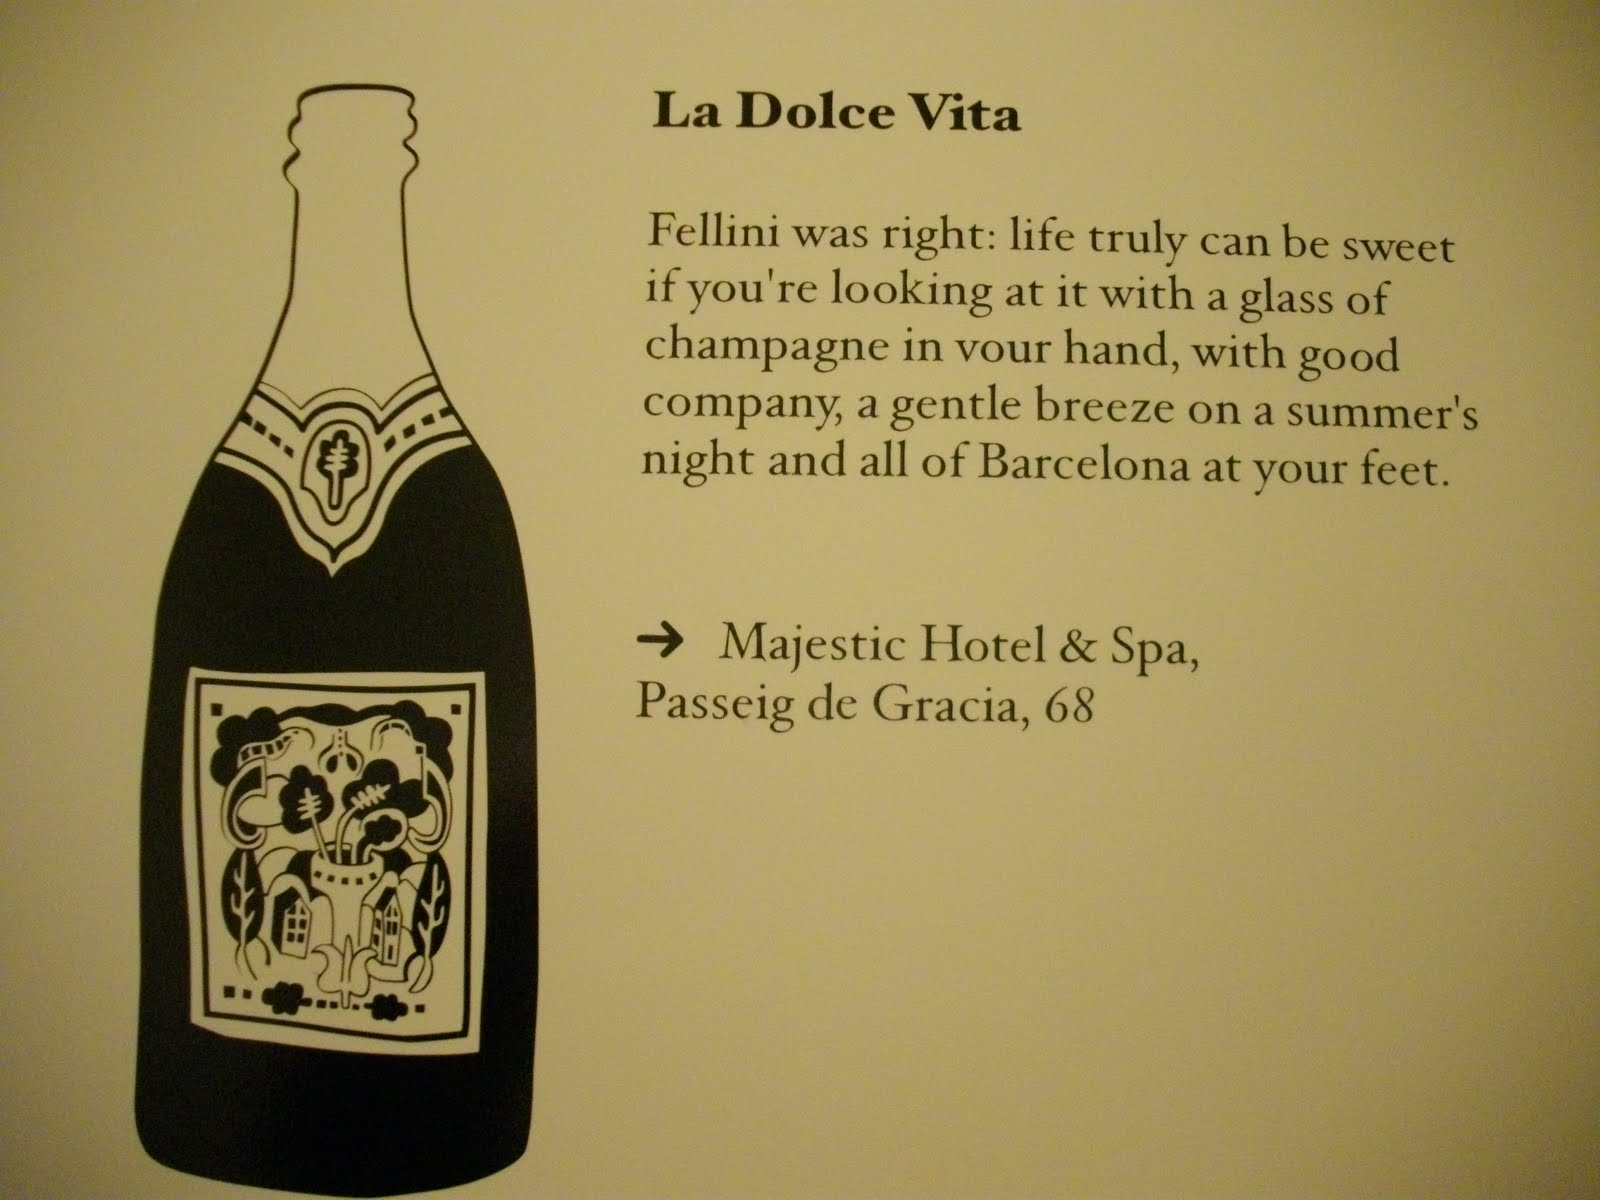 La Dolce Vita
Fellini was right: life truly can be sweet
if you're looking at it with a glass of
champagne in vour hand, with good
company, a gentle breeze on a summer's
night and all of Barcelona at your feet.
→ Majestic Hotel & Spa,
Passeig de Gracia, 68